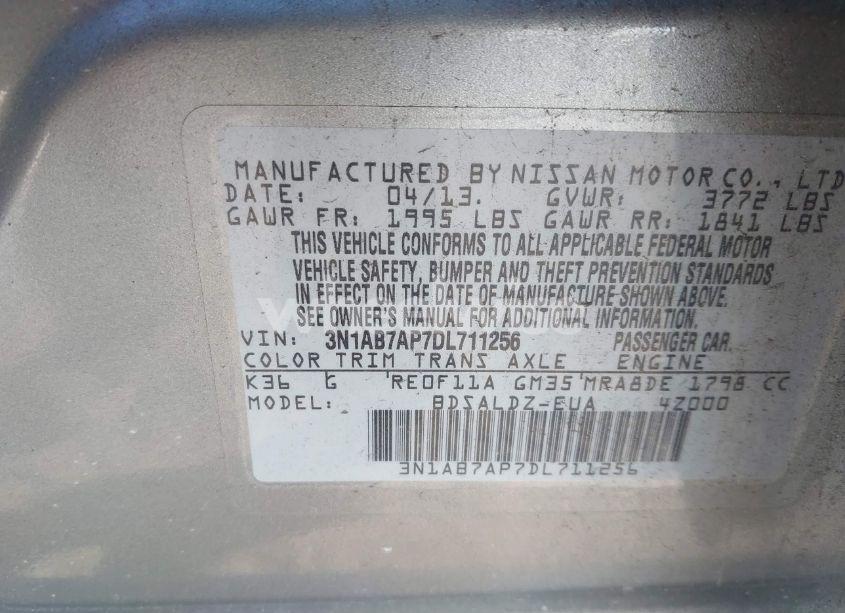 MANUFACTURED BY NISSAN MOTOR CO., LTD
DATE: 04/13. GVWR: 3772 LBS
GAWR FR: 1995 LBS GAWR RR: 1841 LBS
THIS VEHICLE CONFORMS TO ALL APPLICABLE FEDERAL MOTOR
VEHICLE SAFETY, BUMPER AND THEFT PREVENTION STANDARDS
IN EFFECT ON THE DATE OF MANUFACTURE SHOWN ABOVE.
SEE OWNER'S MANUAL FOR ADDITIONAL INFORMATION.
VIN: 3N1AB7AP7DL711256 PASSENGER CAR.
COLOR TRIM TRANS AXLE ENGINE
K36 G RE0F11A GM35 MRA8DE 1798 CC
MODEL: BDSALDZ-EUA 4Z000
3N1AB7AP7DL711256